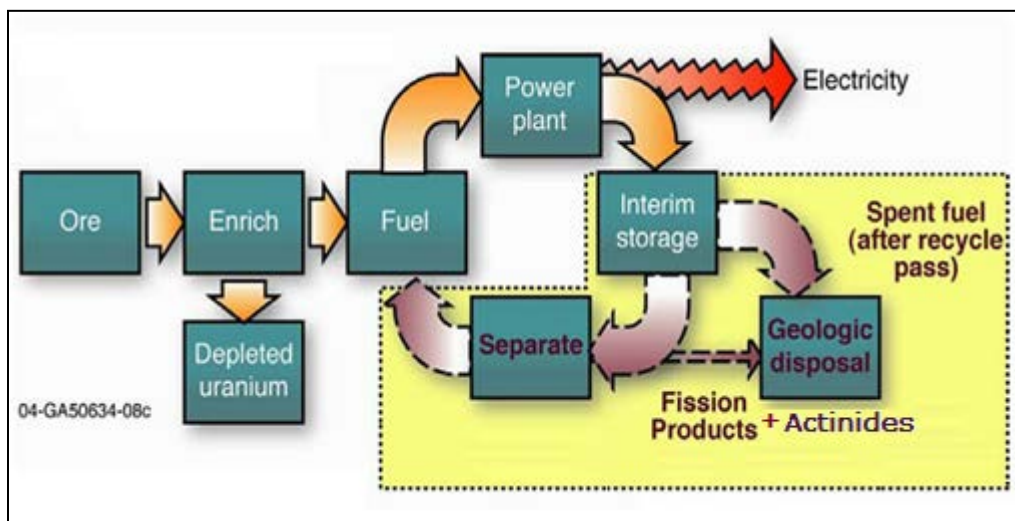 Power
plant
Electricity
Ore
Enrich
Fuel
Interim
storage
Spent fuel
(after recycle
pass)
Depleted
uranium
Separate
Geologic
disposal
04-GA50634-08c
Fission
Products + Actinides